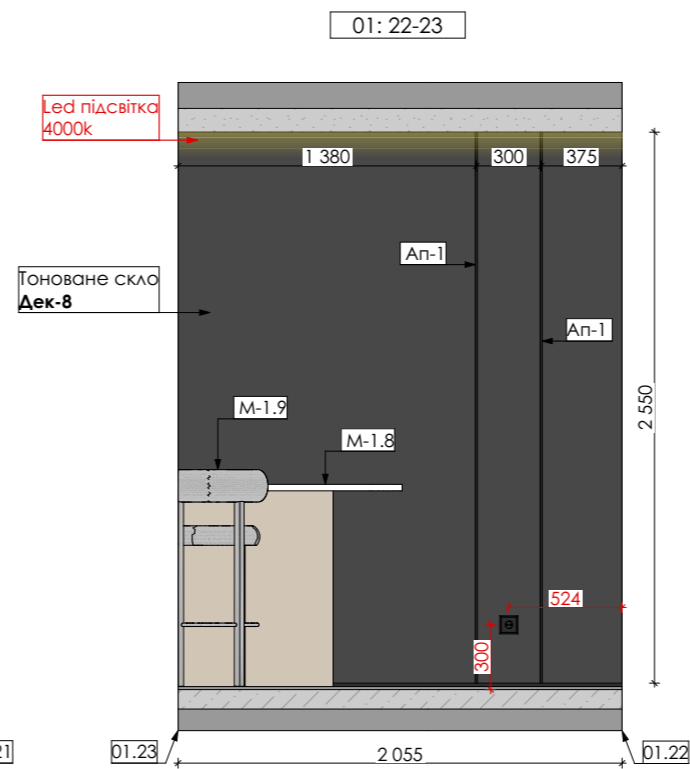 01: 22-23
Led підсвітка
4000k
1 380
300
375
Ап-1
Тоноване скло
Дек-8
Ап-1
2 550
М-1.9
М-1.8
524
300
21
01.23
2 055
01.22